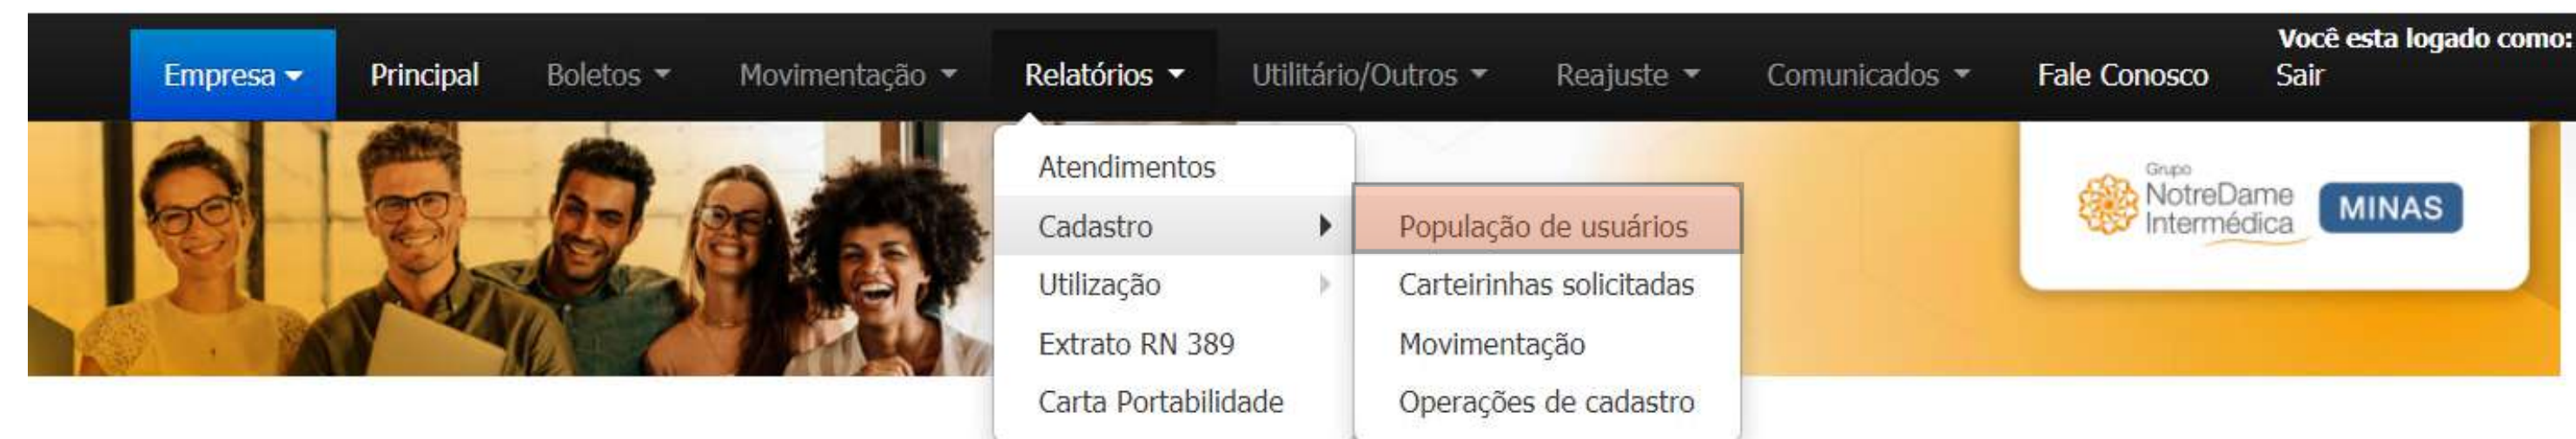 Você esta logado como:
Empresa Principal Boletos Movimentação Relatórios Utilitário/Outros Reajuste Comunicados Fale Conosco Sair
Atendimentos
Cadastro
Utilização
Extrato RN 389
Carta Portabilidade
População de usuários
Carteirinhas solicitadas
Movimentação
Operações de cadastro
Grupo
NotreDame
Intermédica
MINAS